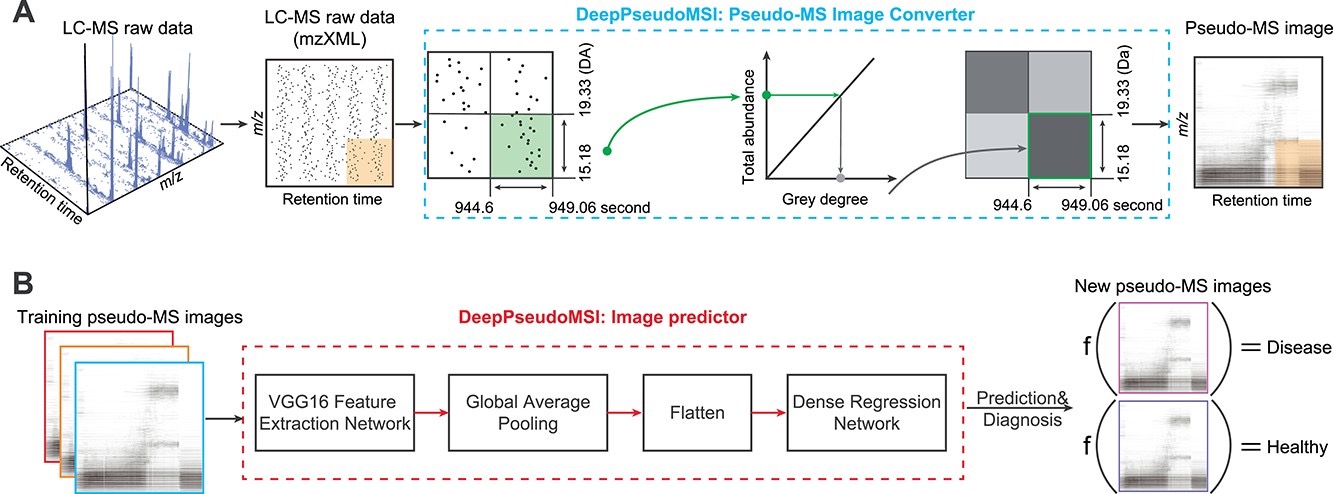 A
LC-MS raw data
Retention time
m/z
LC-MS raw data
(mzXML)
m/z
Retention time
DeepPseudoMSI: Pseudo-MS Image Converter
19.33 (DA)
15.18
944.6
949.06 second
Total abundance
Grey degree
19.33 (Da)
15.18
944.6
949.06 second
Pseudo-MS image
m/z
Retention time
B
Training pseudo-MS images
DeepPseudoMSI: Image predictor
VGG16 Feature
Extraction Network
Global Average
Pooling
Flatten
Dense Regression
Network
Prediction&
Diagnosis
New pseudo-MS images
f ( ) = Disease
f ( ) = Healthy